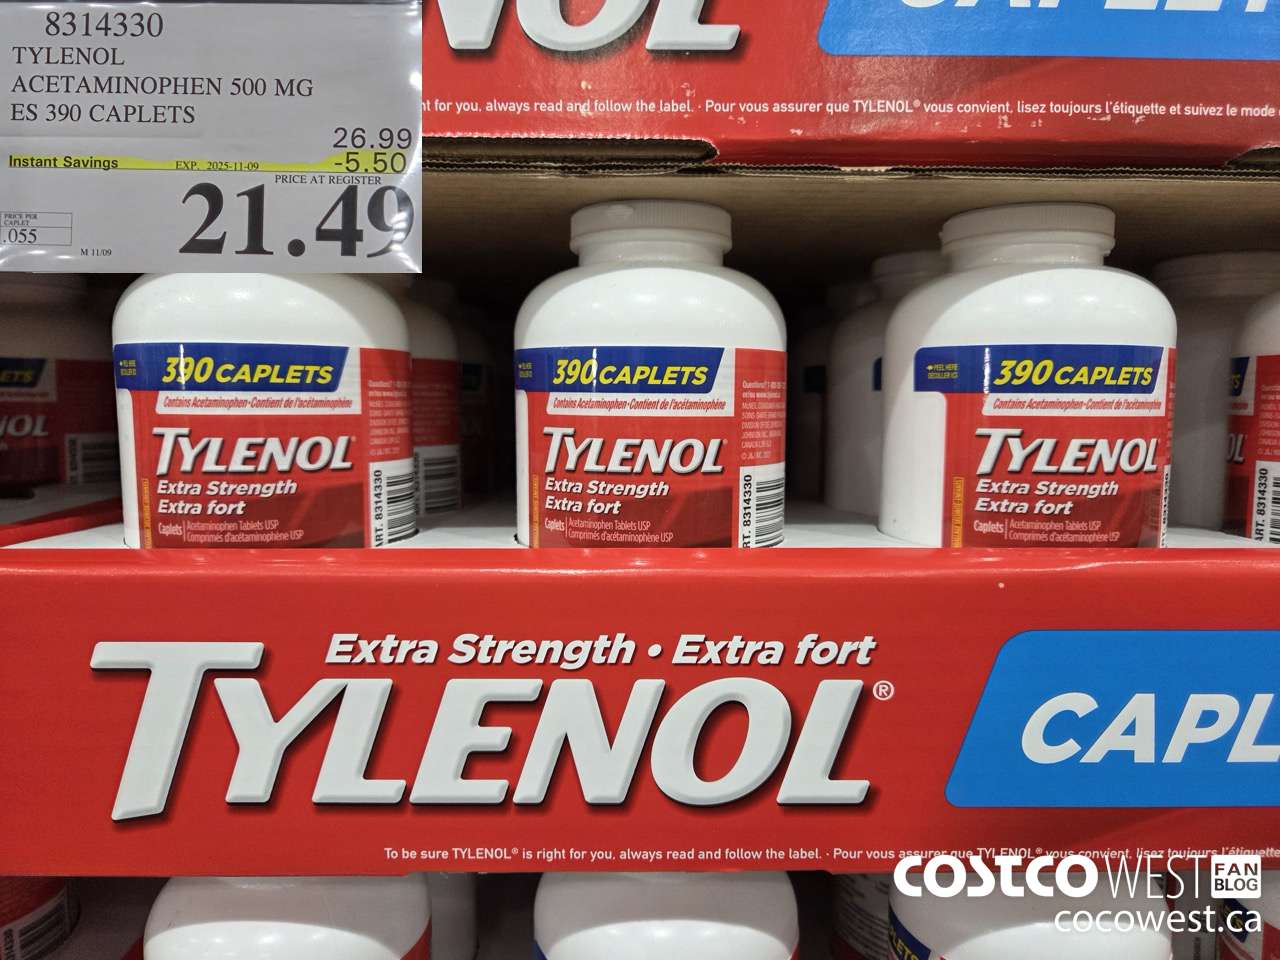 8314330
TYLENOL
ACETAMINOPHEN 500 MG
ES 390 CAPLETS
26.99
Instant Savings EXP. 2025-11-09 -5.50
PRICE AT REGISTER
21.49
PRICE PER
CAPLET
.055
M 11/09
for you, always read and follow the label. · Pour vous assurer que TYLENOL® vous convient, lisez toujours l'étiquette et suivez le mode
390 CAPLETS
Contains Acetaminophen · Contient de l'acétaminophène
TYLENOL
Extra Strength
Extra fort
Caplets
Acetaminophen Tablets USP
Comprimés d'acétaminophène USP
ART. 8314330
390 CAPLETS
Contains Acetaminophen · Contient de l'acétaminophène
TYLENOL
Extra Strength
Extra fort
Caplets
Acetaminophen Tablets USP
Comprimés d'acétaminophène USP
ART. 8314330
PEEL HERE
390 CAPLETS
Contains Acetaminophen · Contient de l'acétaminophène
TYLENOL
Extra Strength
Extra fort
Caplets
Acetaminophen Tablets USP
Comprimés d'acétaminophène USP
ART. 8314330
Extra Strength • Extra fort
TYLENOL®
CAPL
To be sure TYLENOL® is right for you, always read and follow the label. · Pour vous assurer que TYLENOL® vous convient, lisez toujours l'étiquette
COSTCO WEST FAN BLOG
cocowest.ca